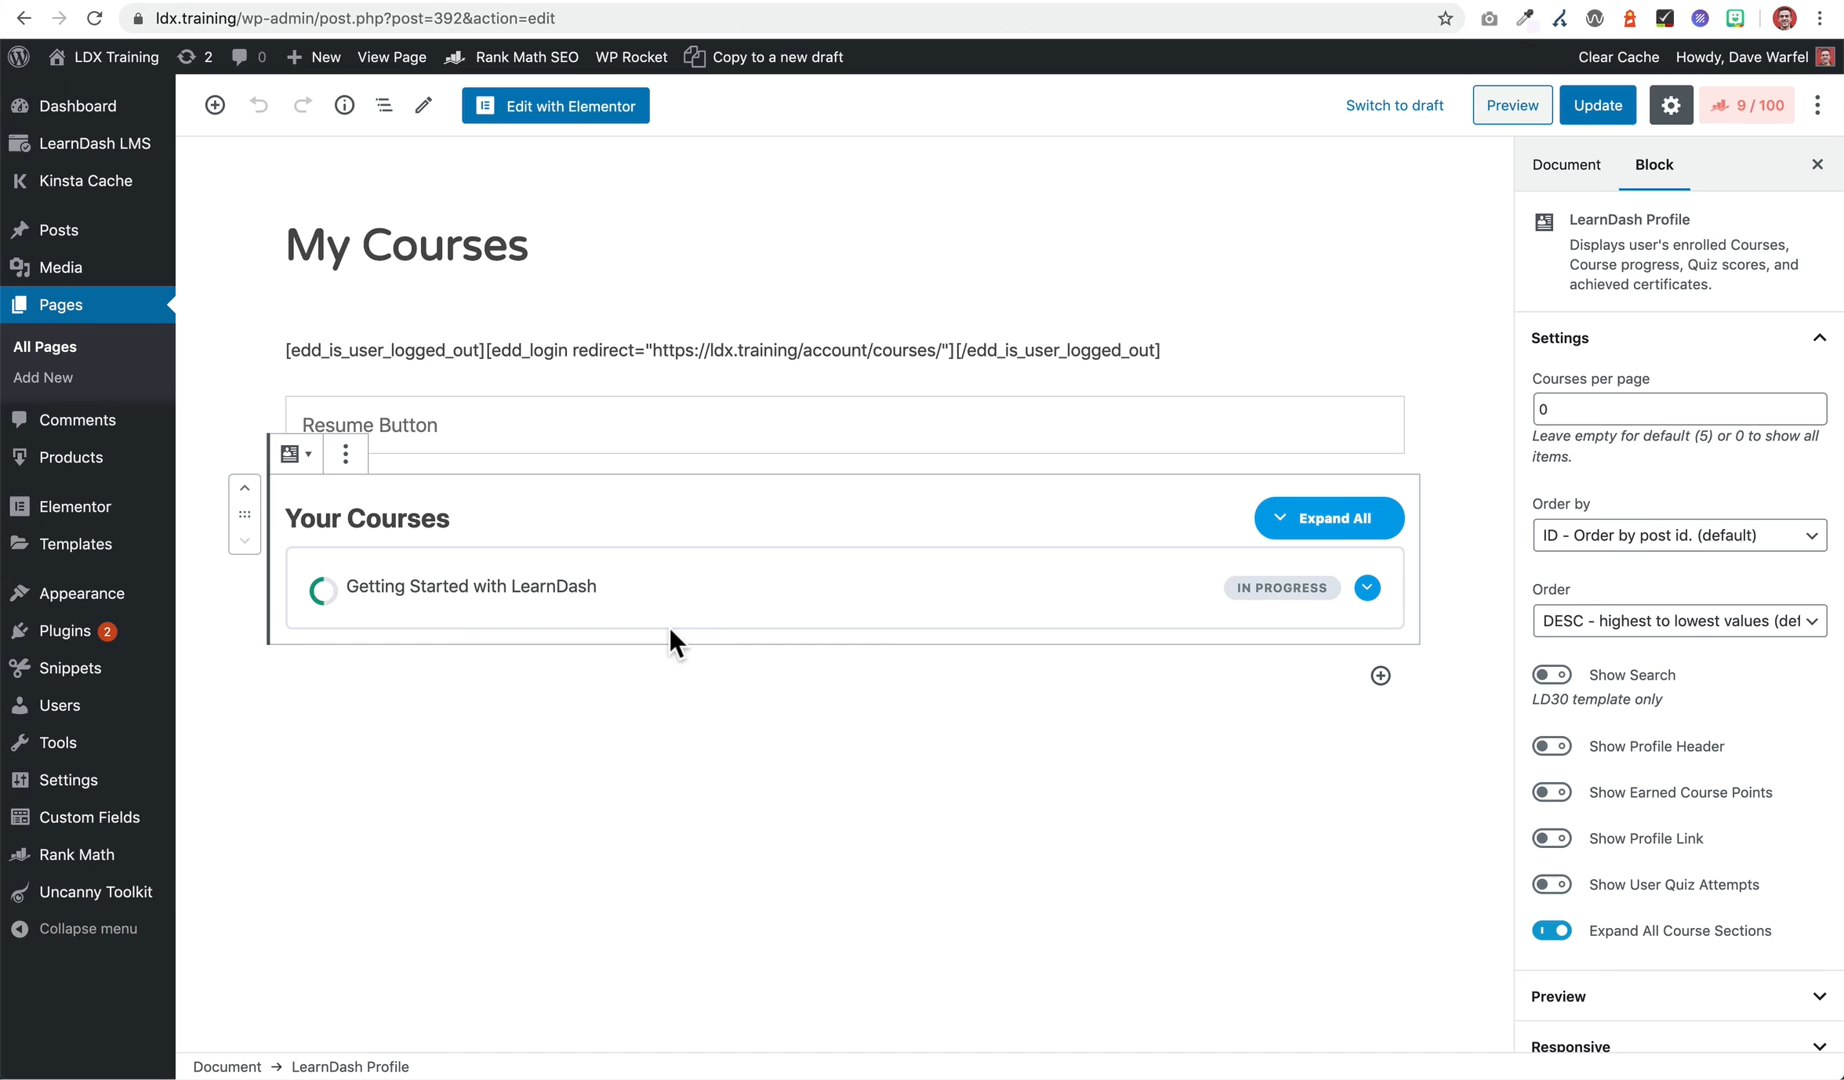 ldx.training/wp-admin/post.php?post=392&action=edit
LDX Training 2 0 New View Page Rank Math SEO WP Rocket Copy to a new draft Clear Cache Howdy, Dave Warfel
Dashboard
LearnDash LMS
Kinsta Cache
Posts
Media
Pages
All Pages
Add New
Comments
Products
Elementor
Templates
Appearance
Plugins 2
Snippets
Users
Tools
Settings
Custom Fields
Rank Math
Uncanny Toolkit
Collapse menu
Edit with Elementor Switch to draft Preview Update 9 / 100
My Courses
[edd_is_user_logged_out][edd_login redirect="https://ldx.training/account/courses/"][/edd_is_user_logged_out]
Resume Button
Your Courses Expand All
Getting Started with LearnDash IN PROGRESS
Document Block
LearnDash Profile
Displays user's enrolled Courses,
Course progress, Quiz scores, and
achieved certificates.
Settings
Courses per page
0
Leave empty for default (5) or 0 to show all
items.
Order by
ID - Order by post id. (default)
Order
DESC - highest to lowest values (def
Show Search
LD30 template only
Show Profile Header
Show Earned Course Points
Show Profile Link
Show User Quiz Attempts
Expand All Course Sections
Preview
Responsive
Document → LearnDash Profile